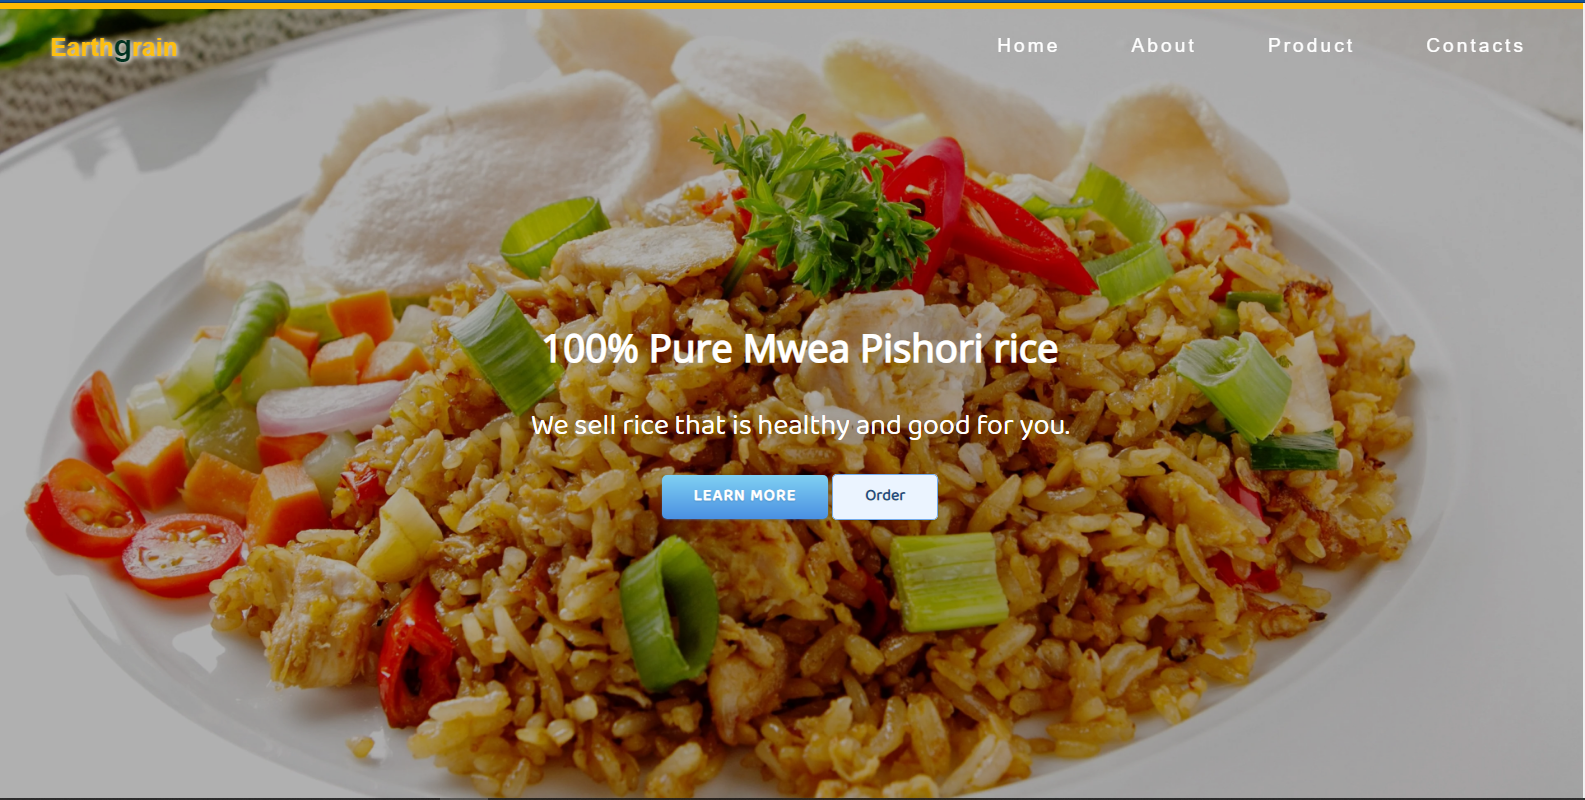 Earthgrain
Home About Product Contacts
100% Pure Mwea Pishori rice
We sell rice that is healthy and good for you.
LEARN MORE Order